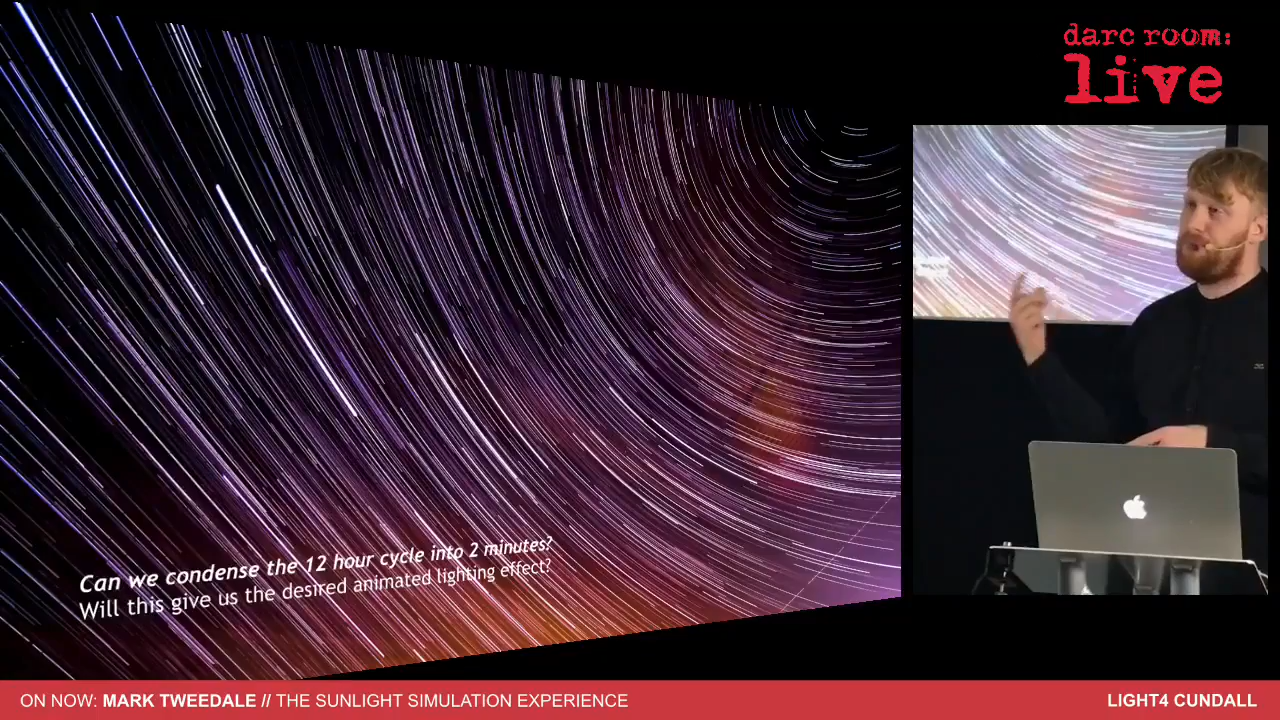 darc room:
live
Can we condense the 12 hour cycle into 2 minutes?
Will this give us the desired animated lighting effect?
ON NOW: MARK TWEEDALE // THE SUNLIGHT SIMULATION EXPERIENCE
LIGHT4 CUNDALL